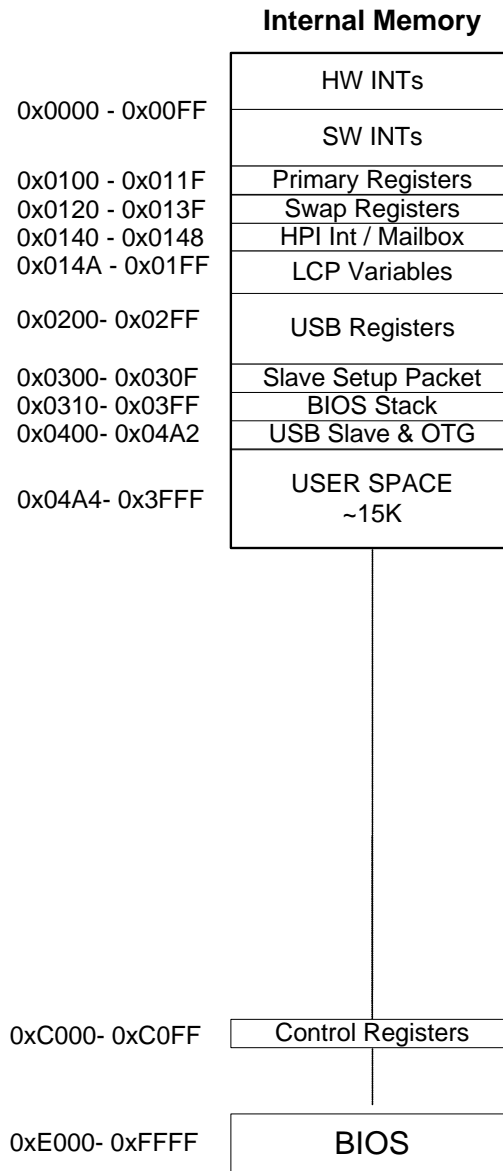 Internal Memory
HW INTs
0x0000 - 0x00FF
SW INTs
0x0100 - 0x011F Primary Registers
0x0120 - 0x013F Swap Registers
0x0140 - 0x0148 HPI Int / Mailbox
0x014A - 0x01FF LCP Variables
0x0200- 0x02FF USB Registers
0x0300- 0x030F Slave Setup Packet
0x0310- 0x03FF BIOS Stack
0x0400- 0x04A2 USB Slave & OTG
0x04A4- 0x3FFF USER SPACE
~15K
0xC000- 0xC0FF Control Registers
0xE000- 0xFFFF BIOS